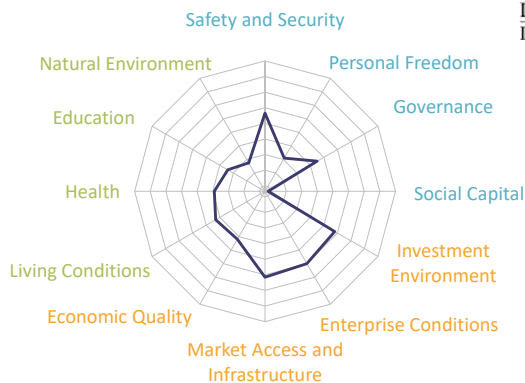 Safety and Security
Personal Freedom
Governance
Social Capital
Investment
Environment
Enterprise Conditions
Market Access and
Infrastructure
Economic Quality
Living Conditions
Health
Education
Natural Environment